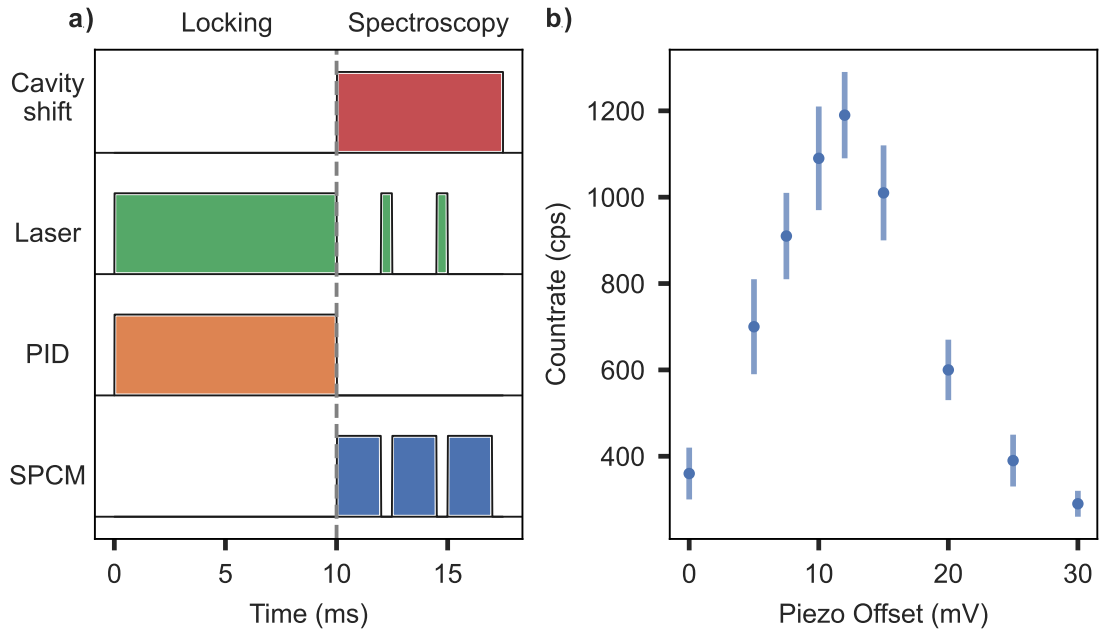 a)
Locking
Spectroscopy
Cavity
shift
Laser
PID
SPCM
0
5
10
15
Time (ms)
b)
Countrate (cps)
1200
1000
800
600
400
0
10
20
30
Piezo Offset (mV)